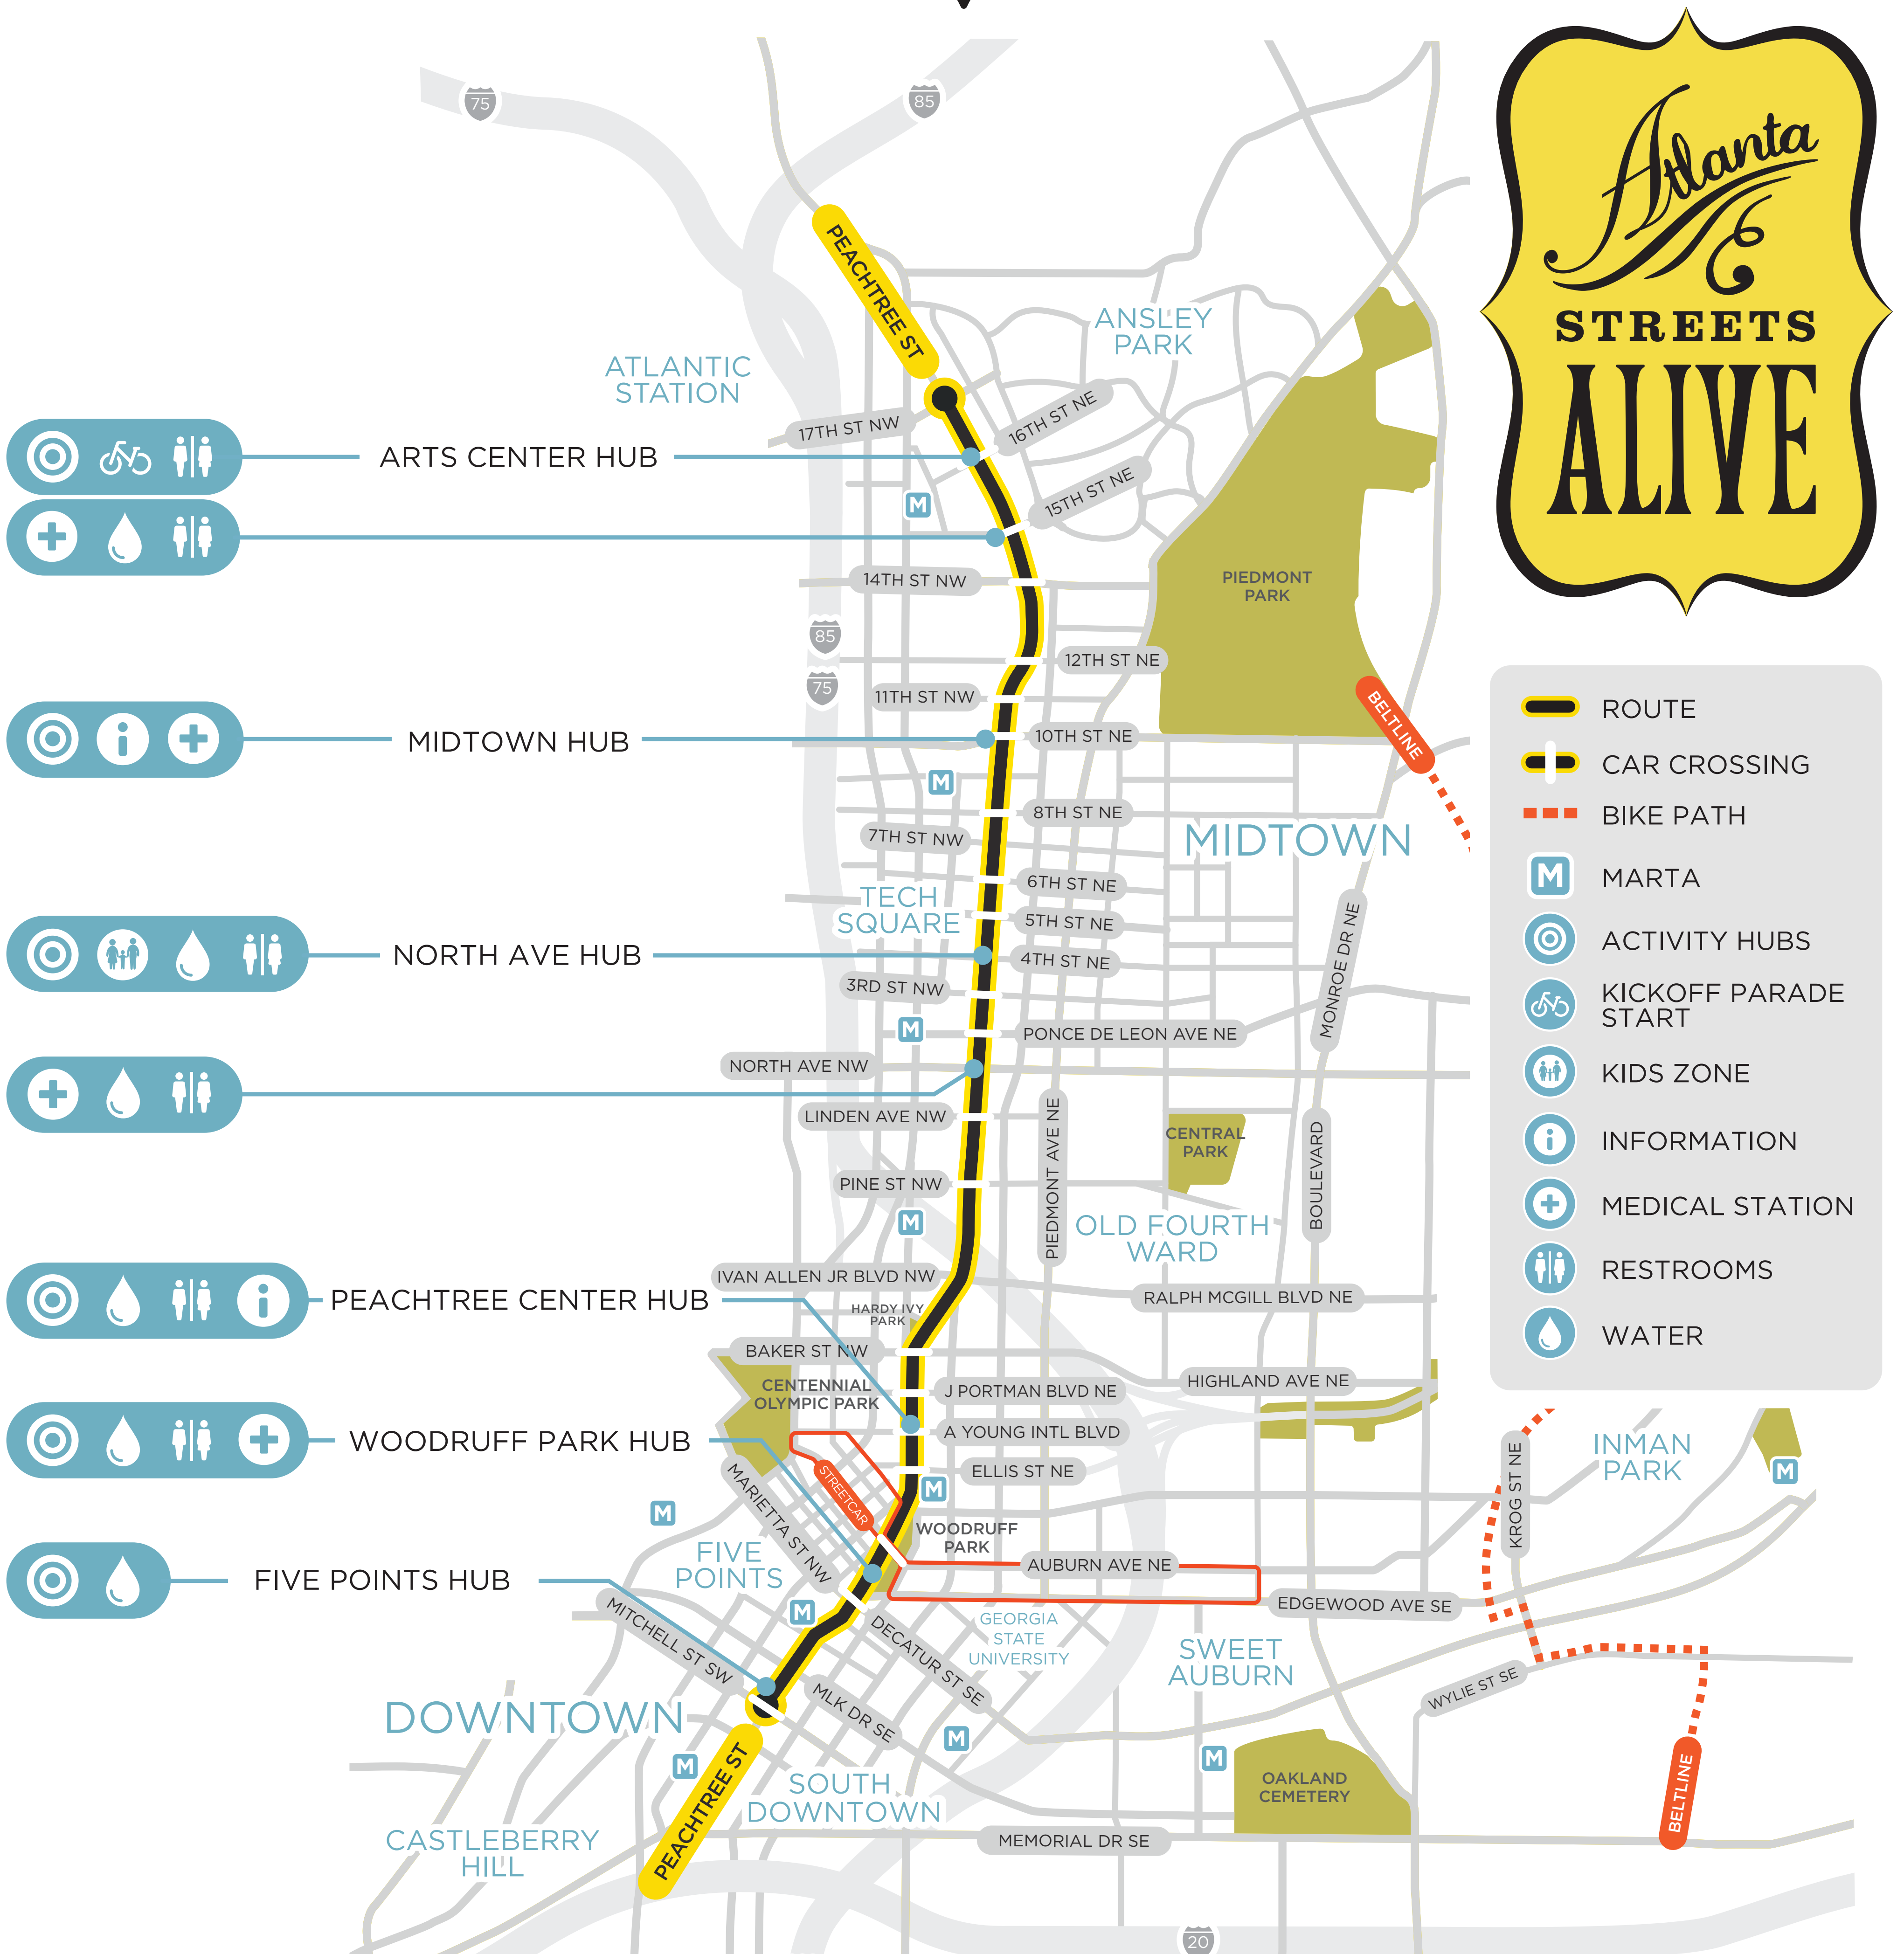 Atlanta
STREETS
ALIVE
75
85
PEACHTREE ST
ANSLEY
PARK
ATLANTIC
STATION
17TH ST NW
16TH ST NE
ARTS CENTER HUB
15TH ST NE
M
14TH ST NW
PIEDMONT
PARK
85
12TH ST NE
75
11TH ST NW
BELTLINE
MIDTOWN HUB
10TH ST NE
M
8TH ST NE
7TH ST NW
MIDTOWN
6TH ST NE
TECH
SQUARE
5TH ST NE
MONROE DR NE
NORTH AVE HUB
4TH ST NE
3RD ST NW
M
PONCE DE LEON AVE NE
NORTH AVE NW
LINDEN AVE NW
CENTRAL
PARK
PIEDMONT AVE NE
BOULEVARD
PINE ST NW
M
OLD FOURTH
WARD
IVAN ALLEN JR BLVD NW
PEACHTREE CENTER HUB
RALPH MCGILL BLVD NE
HARDY IVY
PARK
BAKER ST NW
CENTENNIAL
OLYMPIC PARK
J PORTMAN BLVD NE
HIGHLAND AVE NE
A YOUNG INTL BLVD
WOODRUFF PARK HUB
ELLIS ST NE
M
STREETCAR
MARIETTA ST NW
M
WOODRUFF
PARK
FIVE
POINTS
AUBURN AVE NE
FIVE POINTS HUB
EDGEWOOD AVE SE
M
MITCHELL ST SW
DECATUR ST SE
GEORGIA
STATE
UNIVERSITY
SWEET
AUBURN
KROG ST NE
INMAN
PARK
M
WYLIE ST SE
MLK DR SE
DOWNTOWN
M
M
M
PEACHTREE ST
SOUTH
DOWNTOWN
OAKLAND
CEMETERY
BELTLINE
CASTLEBERRY
HILL
MEMORIAL DR SE
20
ROUTE
CAR CROSSING
BIKE PATH
M
MARTA
ACTIVITY HUBS
KICKOFF PARADE
START
KIDS ZONE
INFORMATION
MEDICAL STATION
RESTROOMS
WATER